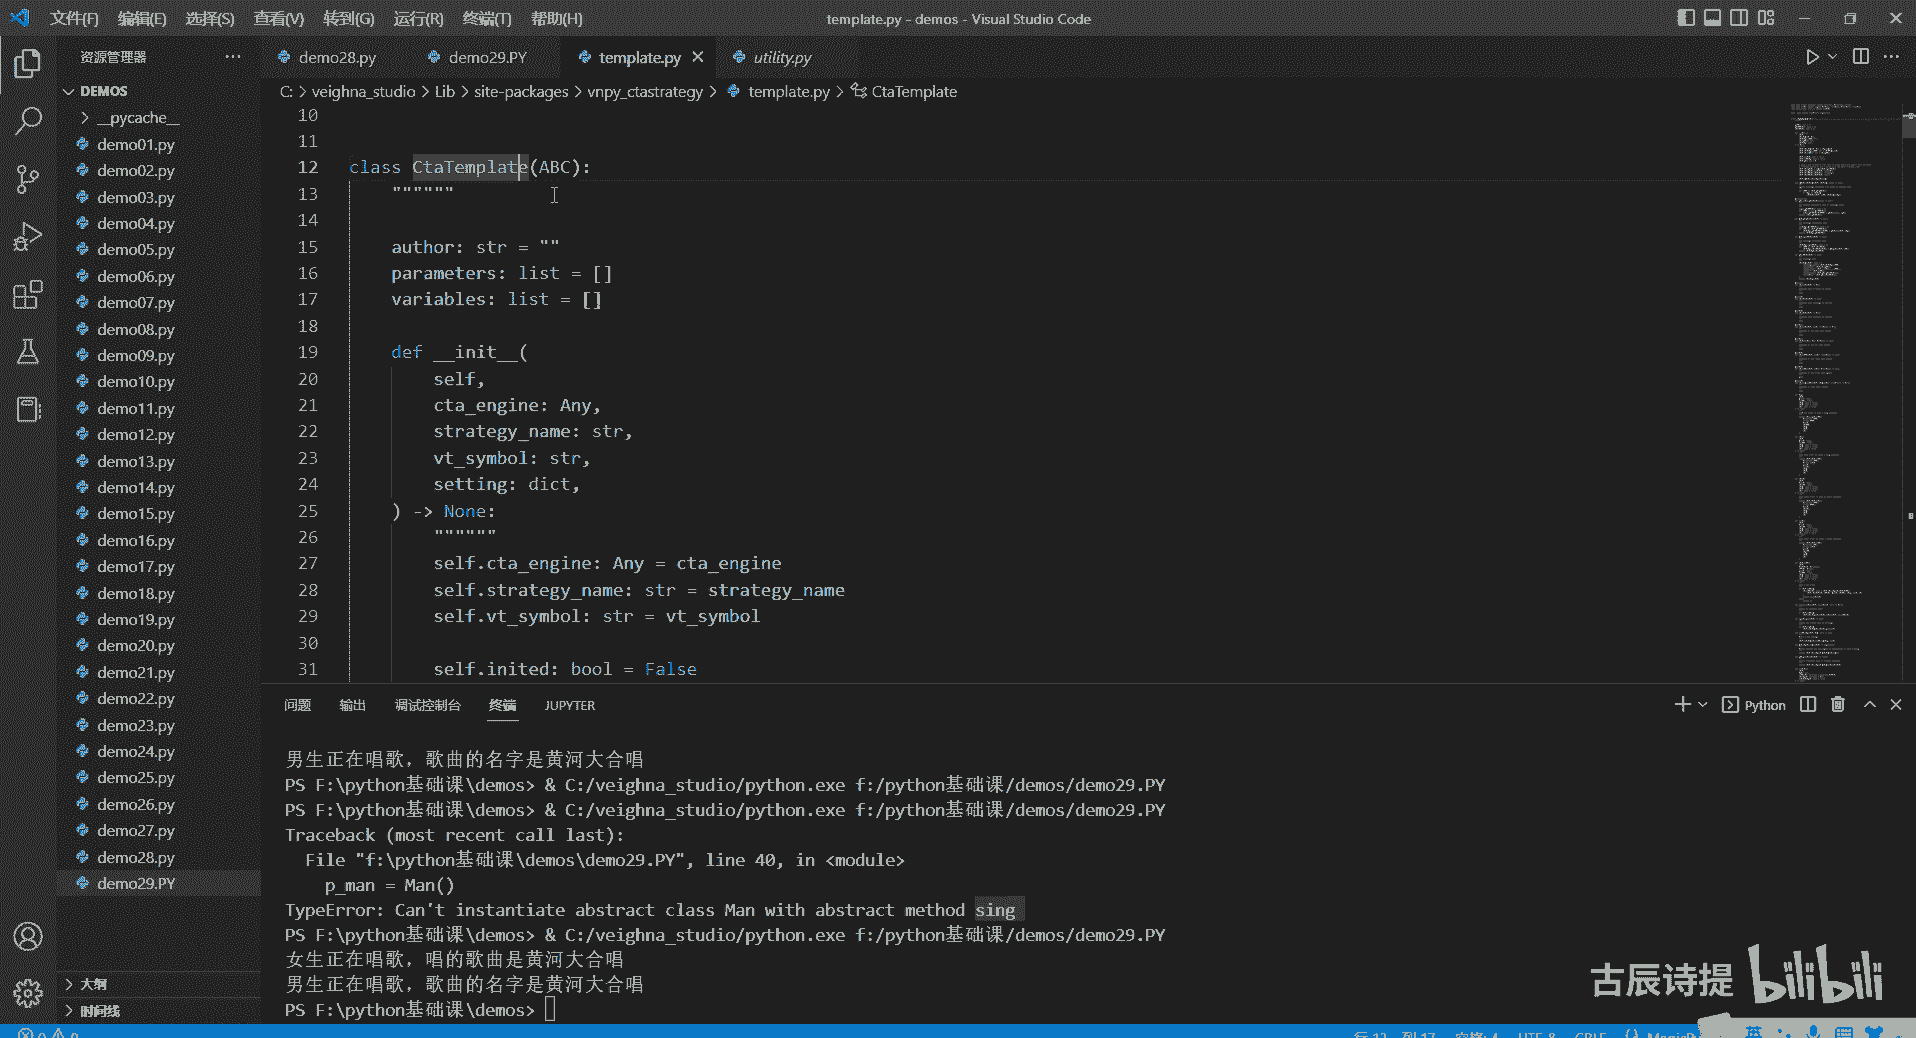 文件(F) 编辑(E) 选择(S) 查看(V) 转到(G) 运行(R) 终端(T) 帮助(H)
template.py - demos - Visual Studio Code
资源管理器
demo28.py demo29.PY template.py utility.py
DEMOS
C: > veighna_studio > Lib > site-packages > vnpy_ctastrategy > template.py > CtaTemplate
__pycache__
demo01.py
demo02.py
demo03.py
demo04.py
demo05.py
demo06.py
demo07.py
demo08.py
demo09.py
demo10.py
demo11.py
demo12.py
demo13.py
demo14.py
demo15.py
demo16.py
demo17.py
demo18.py
demo19.py
demo20.py
demo21.py
demo22.py
demo23.py
demo24.py
demo25.py
demo26.py
demo27.py
demo28.py
demo29.PY
大纲
时间线
10
11
12 class CtaTemplate(ABC):
13 """"""
14
15 author: str = ""
16 parameters: list = []
17 variables: list = []
18
19 def __init__(
20 self,
21 cta_engine: Any,
22 strategy_name: str,
23 vt_symbol: str,
24 setting: dict,
25 ) -> None:
26 """"""
27 self.cta_engine: Any = cta_engine
28 self.strategy_name: str = strategy_name
29 self.vt_symbol: str = vt_symbol
30
31 self.inited: bool = False
问题 输出 调试控制台 终端 JUPYTER
Python
男生正在唱歌，歌曲的名字是黄河大合唱
PS F:\python基础课\demos> & C:/veighna_studio/python.exe f:/python基础课/demos/demo29.PY
PS F:\python基础课\demos> & C:/veighna_studio/python.exe f:/python基础课/demos/demo29.PY
Traceback (most recent call last):
File "f:\python基础课\demos\demo29.PY", line 40, in <module>
p_man = Man()
TypeError: Can't instantiate abstract class Man with abstract method sing
PS F:\python基础课\demos> & C:/veighna_studio/python.exe f:/python基础课/demos/demo29.PY
女生正在唱歌，唱的歌曲是黄河大合唱
男生正在唱歌，歌曲的名字是黄河大合唱
PS F:\python基础课\demos>
古辰诗提 bilibili
行 12, 列 17 空格: 4 UTF-8 CRLF
英